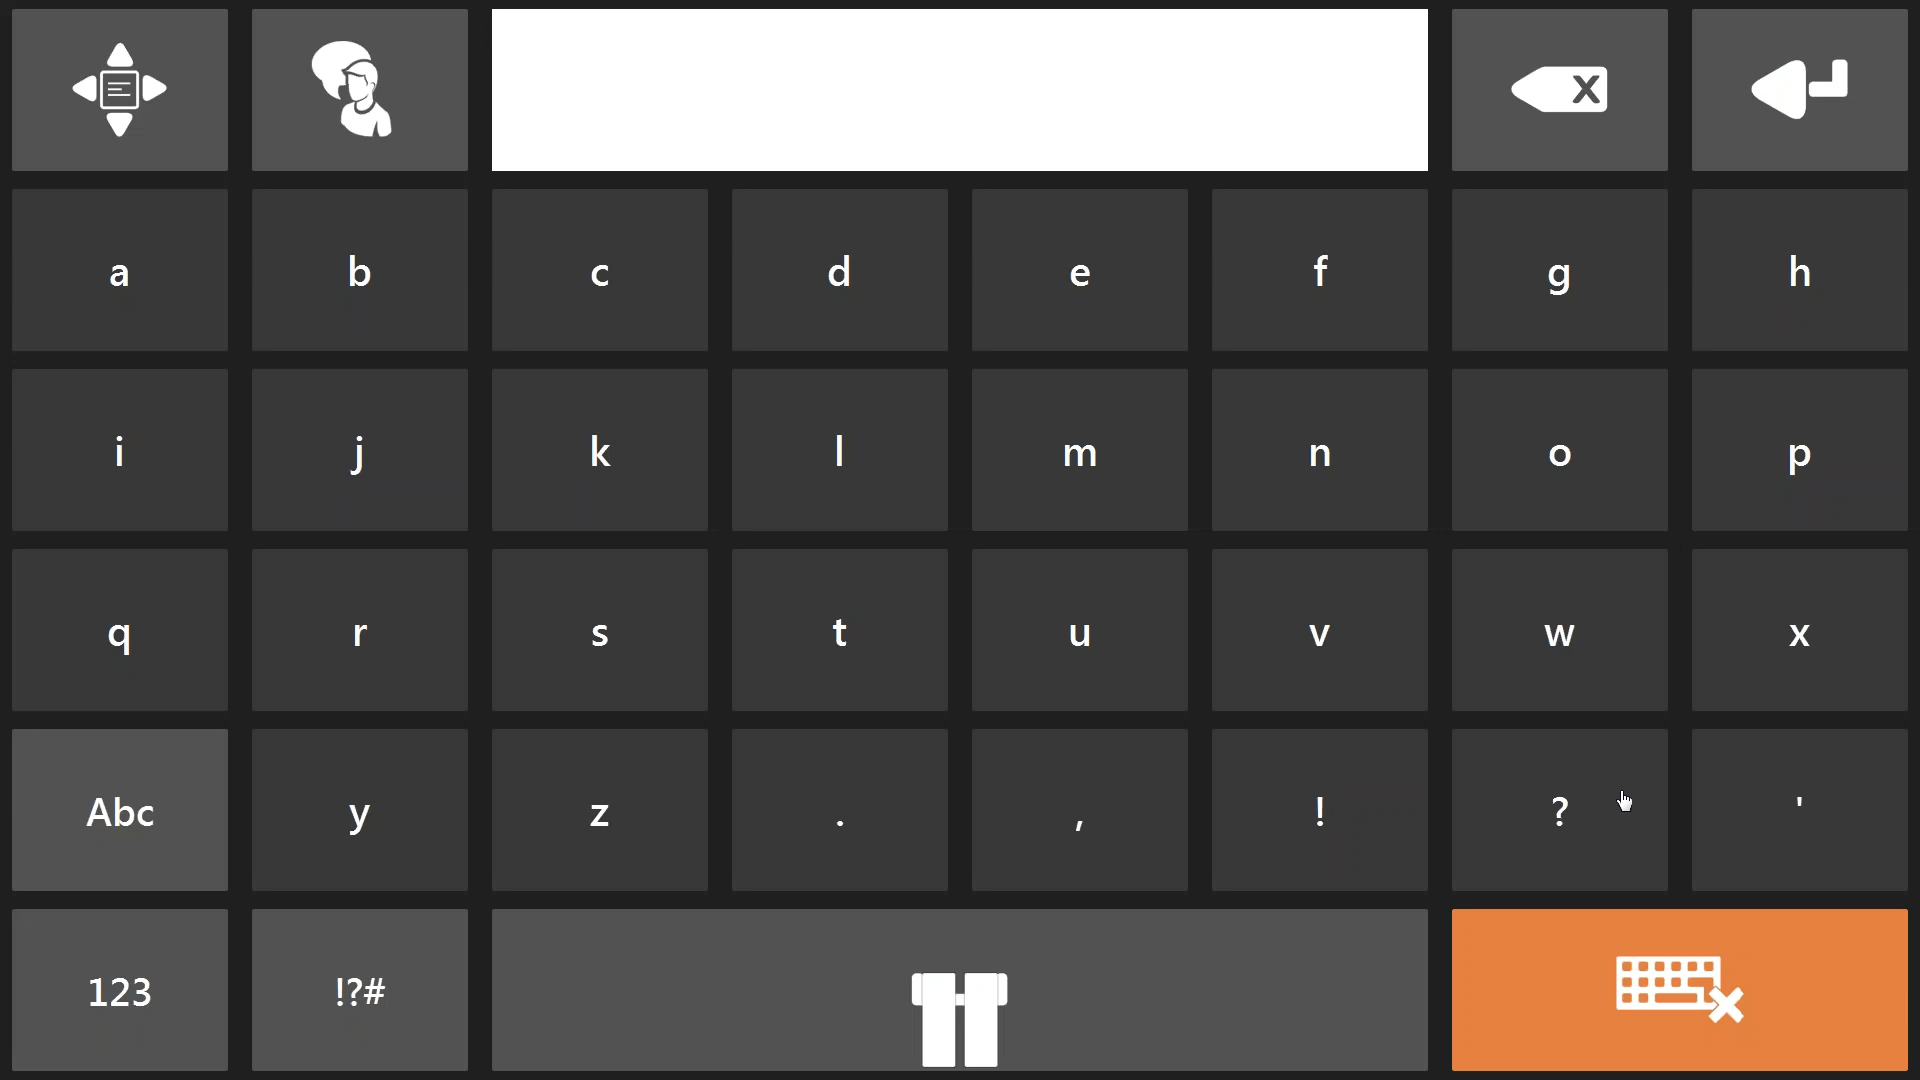 X
a b c d e f g h
i j k l m n o p
q r s t u v w x
Abc y z . , ! ? '
123 !?#